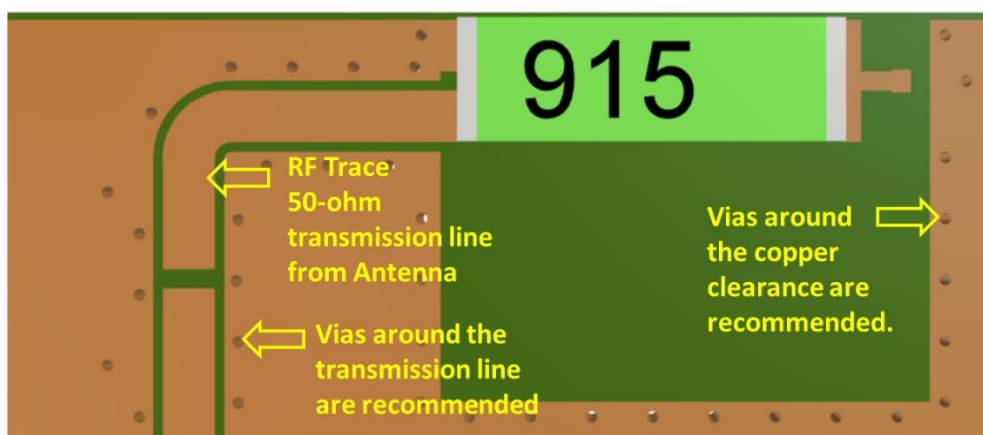 915
RF Trace
50-ohm
transmission line
from Antenna
Vias around
the copper
clearance are
recommended.
Vias around the
transmission line
are recommended